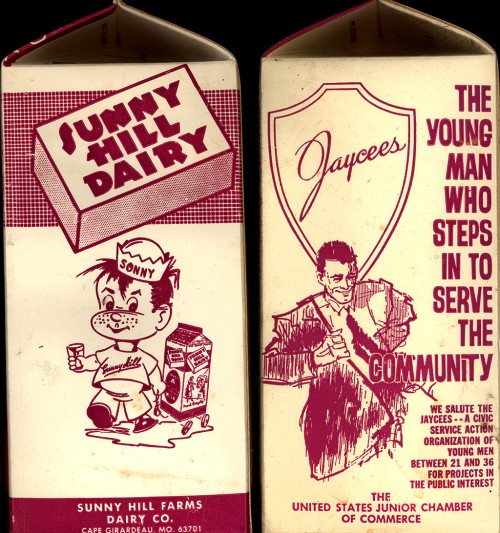 SUNNY
HILL
DAIRY
SONNY
Sunny Hill
SUNNY HILL FARMS
DAIRY CO.
CAPE GIRARDEAU, MO. 63701
Jaycees
THE
YOUNG
MAN
WHO
STEPS
IN TO
SERVE
THE
COMMUNITY
WE SALUTE THE
JAYCEES--A CIVIC
SERVICE ACTION
ORGANIZATION OF
YOUNG MEN
BETWEEN 21 AND 36
FOR PROJECTS IN
THE PUBLIC INTEREST
THE
UNITED STATES JUNIOR CHAMBER
OF COMMERCE